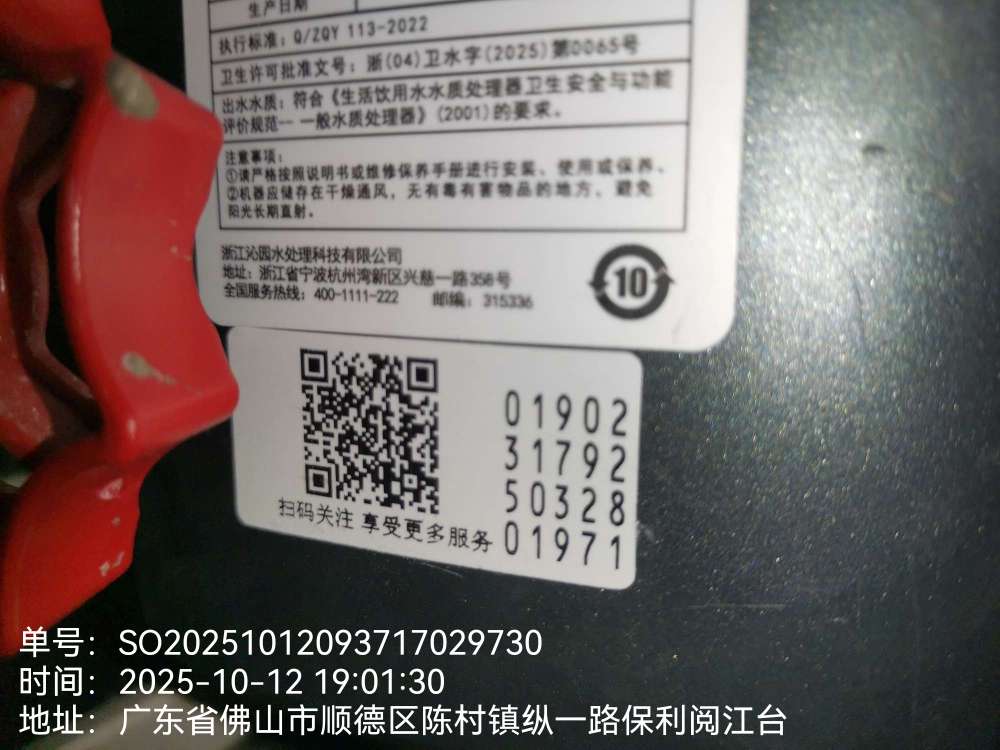 生产日期
执行标准：Q/ZQY 113-2022
卫生许可批准文号：浙(04)卫水字(2025)第0065号
出水水质：符合《生活饮用水水质处理器卫生安全与功能
评价规范-- 一般水质处理器》(2001)的要求。
注意事项：
①请严格按照说明书或维修保养手册进行安装、使用或保养。
②机器应储存在干燥通风，无有毒有害物品的地方、避免
阳光长期直射。
浙江沁园水处理科技有限公司
地址：浙江省宁波杭州湾新区兴慈一路358号
全国服务热线：400-1111-222 邮编：315336
10
01902
31792
50328
01971
扫码关注 享受更多服务
单号：SO20251012093717029730
时间：2025-10-12 19:01:30
地址：广东省佛山市顺德区陈村镇纵一路保利阅江台